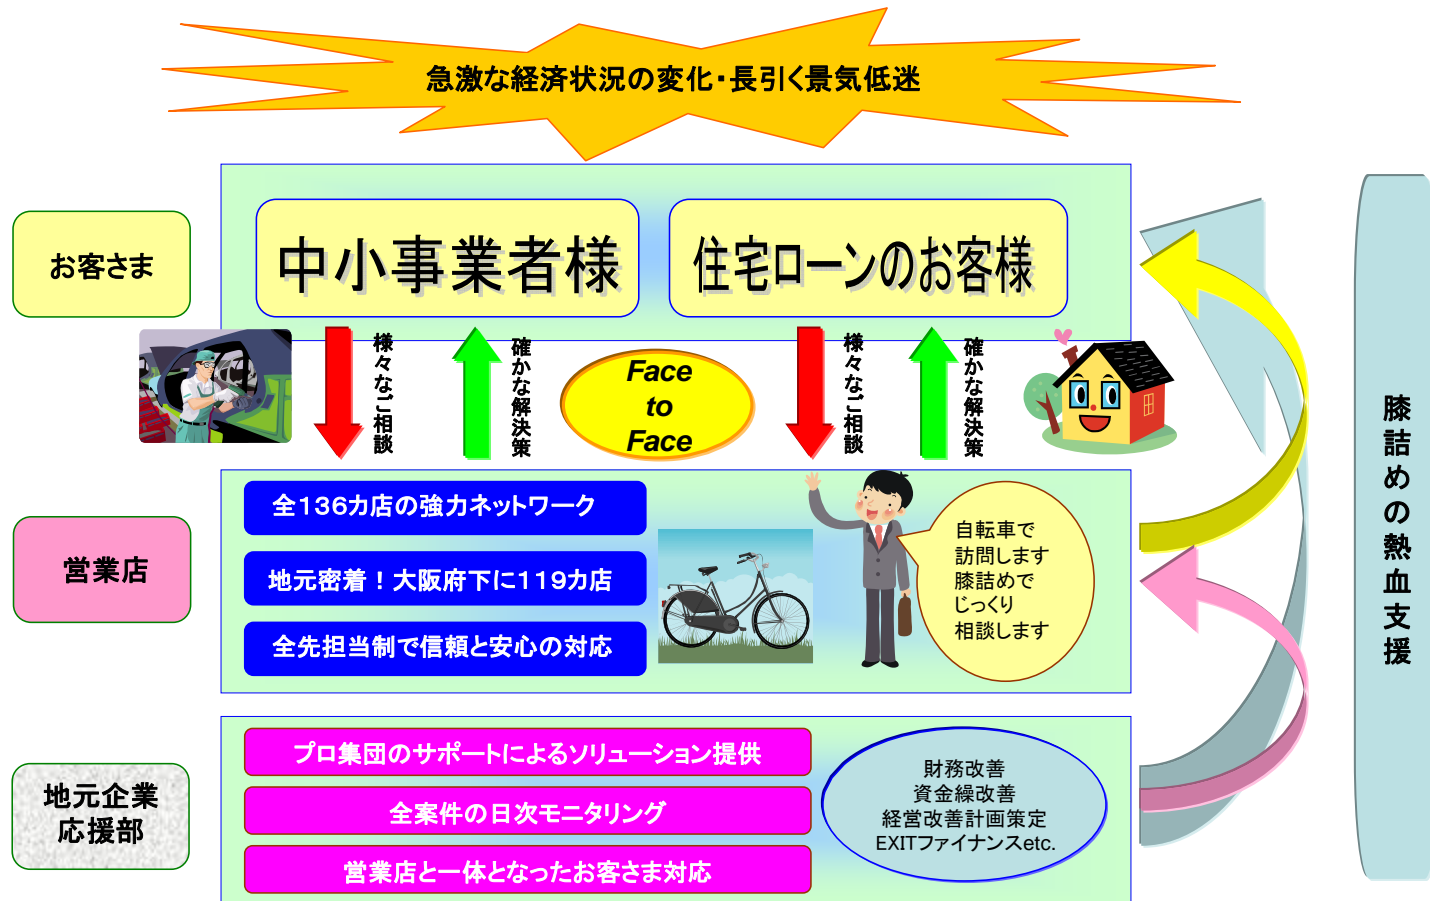 急激な経済状況の変化・長引く景気低迷
お客さま
中小事業者様
住宅ローンのお客様
様々なご相談
確かな解決策
Face
to
Face
様々なご相談
確かな解決策
営業店
全136カ店の強力ネットワーク
地元密着！大阪府下に119カ店
全先担当制で信頼と安心の対応
自転車で
訪問します
膝詰めで
じっくり
相談します
地元企業
応援部
プロ集団のサポートによるソリューション提供
全案件の日次モニタリング
営業店と一体となったお客さま対応
財務改善
資金繰改善
経営改善計画策定
EXITファイナンスetc.
膝詰めの熱血支援